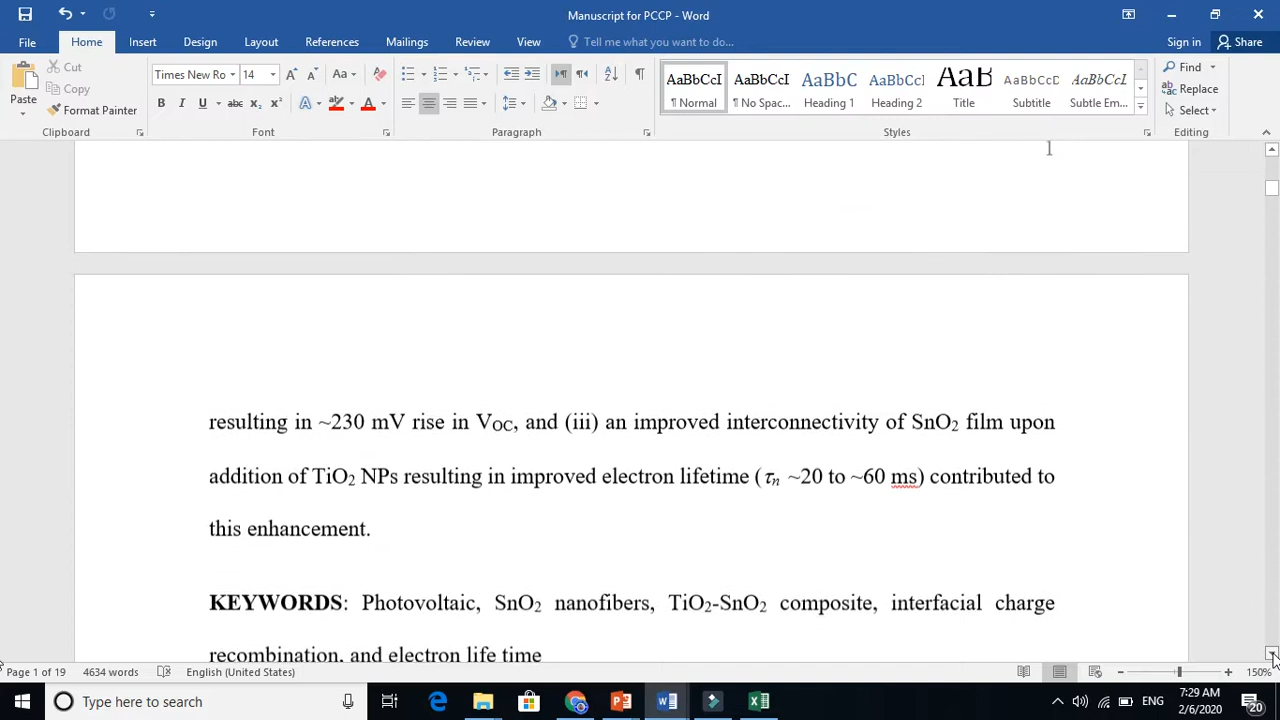 Manuscript for PCCP - Word
File Home Insert Design Layout References Mailings Review View Tell me what you want to do... Sign in Share
Cut
Copy
Paste
Format Painter
Clipboard
Times New Ro 14
Font
Paragraph
AaBbCcI AaBbCcI AaBbC AaBbCcI AaB AaBbCcD AaBbCcI
¶ Normal ¶ No Spac... Heading 1 Heading 2 Title Subtitle Subtle Em...
Styles
Find
Replace
Select
Editing
1
resulting in ~230 mV rise in VOC, and (iii) an improved interconnectivity of SnO₂ film upon
addition of TiO₂ NPs resulting in improved electron lifetime (τn ~20 to ~60 ms) contributed to
this enhancement.
KEYWORDS: Photovoltaic, SnO₂ nanofibers, TiO₂-SnO₂ composite, interfacial charge
recombination, and electron life time
Page 1 of 19 4634 words English (United States) 150%
Type here to search
ENG
7:29 AM
2/6/2020
20